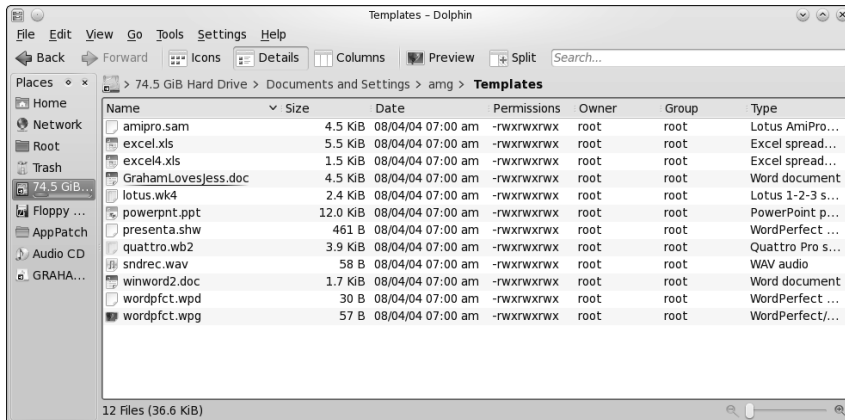 Templates – Dolphin
File Edit View Go Tools Settings Help
Back Forward Icons Details Columns Preview Split Search...
Places
> 74.5 GiB Hard Drive > Documents and Settings > amg > Templates
Home
Network
Root
Trash
74.5 GiB...
Floppy ...
AppPatch
Audio CD
GRAHA...
Name Size Date Permissions Owner Group Type
amipro.sam 4.5 KiB 08/04/04 07:00 am -rwxrwxrwx root root Lotus AmiPro...
excel.xls 5.5 KiB 08/04/04 07:00 am -rwxrwxrwx root root Excel spread...
excel4.xls 1.5 KiB 08/04/04 07:00 am -rwxrwxrwx root root Excel spread...
GrahamLovesJess.doc 4.5 KiB 08/04/04 07:00 am -rwxrwxrwx root root Word document
lotus.wk4 2.4 KiB 08/04/04 07:00 am -rwxrwxrwx root root Lotus 1-2-3 s...
powerpnt.ppt 12.0 KiB 08/04/04 07:00 am -rwxrwxrwx root root PowerPoint p...
presenta.shw 461 B 08/04/04 07:00 am -rwxrwxrwx root root WordPerfect ...
quattro.wb2 3.9 KiB 08/04/04 07:00 am -rwxrwxrwx root root Quattro Pro s...
sndrec.wav 58 B 08/04/04 07:00 am -rwxrwxrwx root root WAV audio
winword2.doc 1.7 KiB 08/04/04 07:00 am -rwxrwxrwx root root Word document
wordpfct.wpd 30 B 08/04/04 07:00 am -rwxrwxrwx root root WordPerfect ...
wordpfct.wpg 57 B 08/04/04 07:00 am -rwxrwxrwx root root WordPerfect/...
12 Files (36.6 KiB)